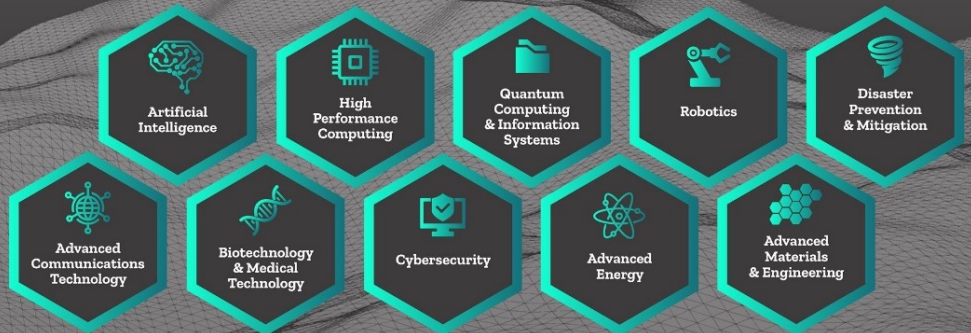 Artificial
Intelligence
High
Performance
Computing
Quantum
Computing
& Information
Systems
Robotics
Disaster
Prevention
& Mitigation
Advanced
Communications
Technology
Biotechnology
& Medical
Technology
Cybersecurity
Advanced
Energy
Advanced
Materials
& Engineering